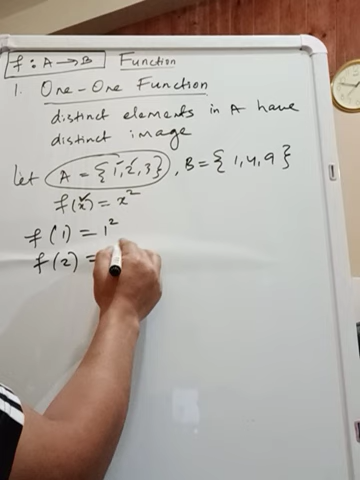 f : A → B Function
1. One-One Function
distinct elements in A have
distinct image
let A = {1, 2, 3}, B = {1, 4, 9}
f(x) = x²
f(1) = 1²
f(2) =